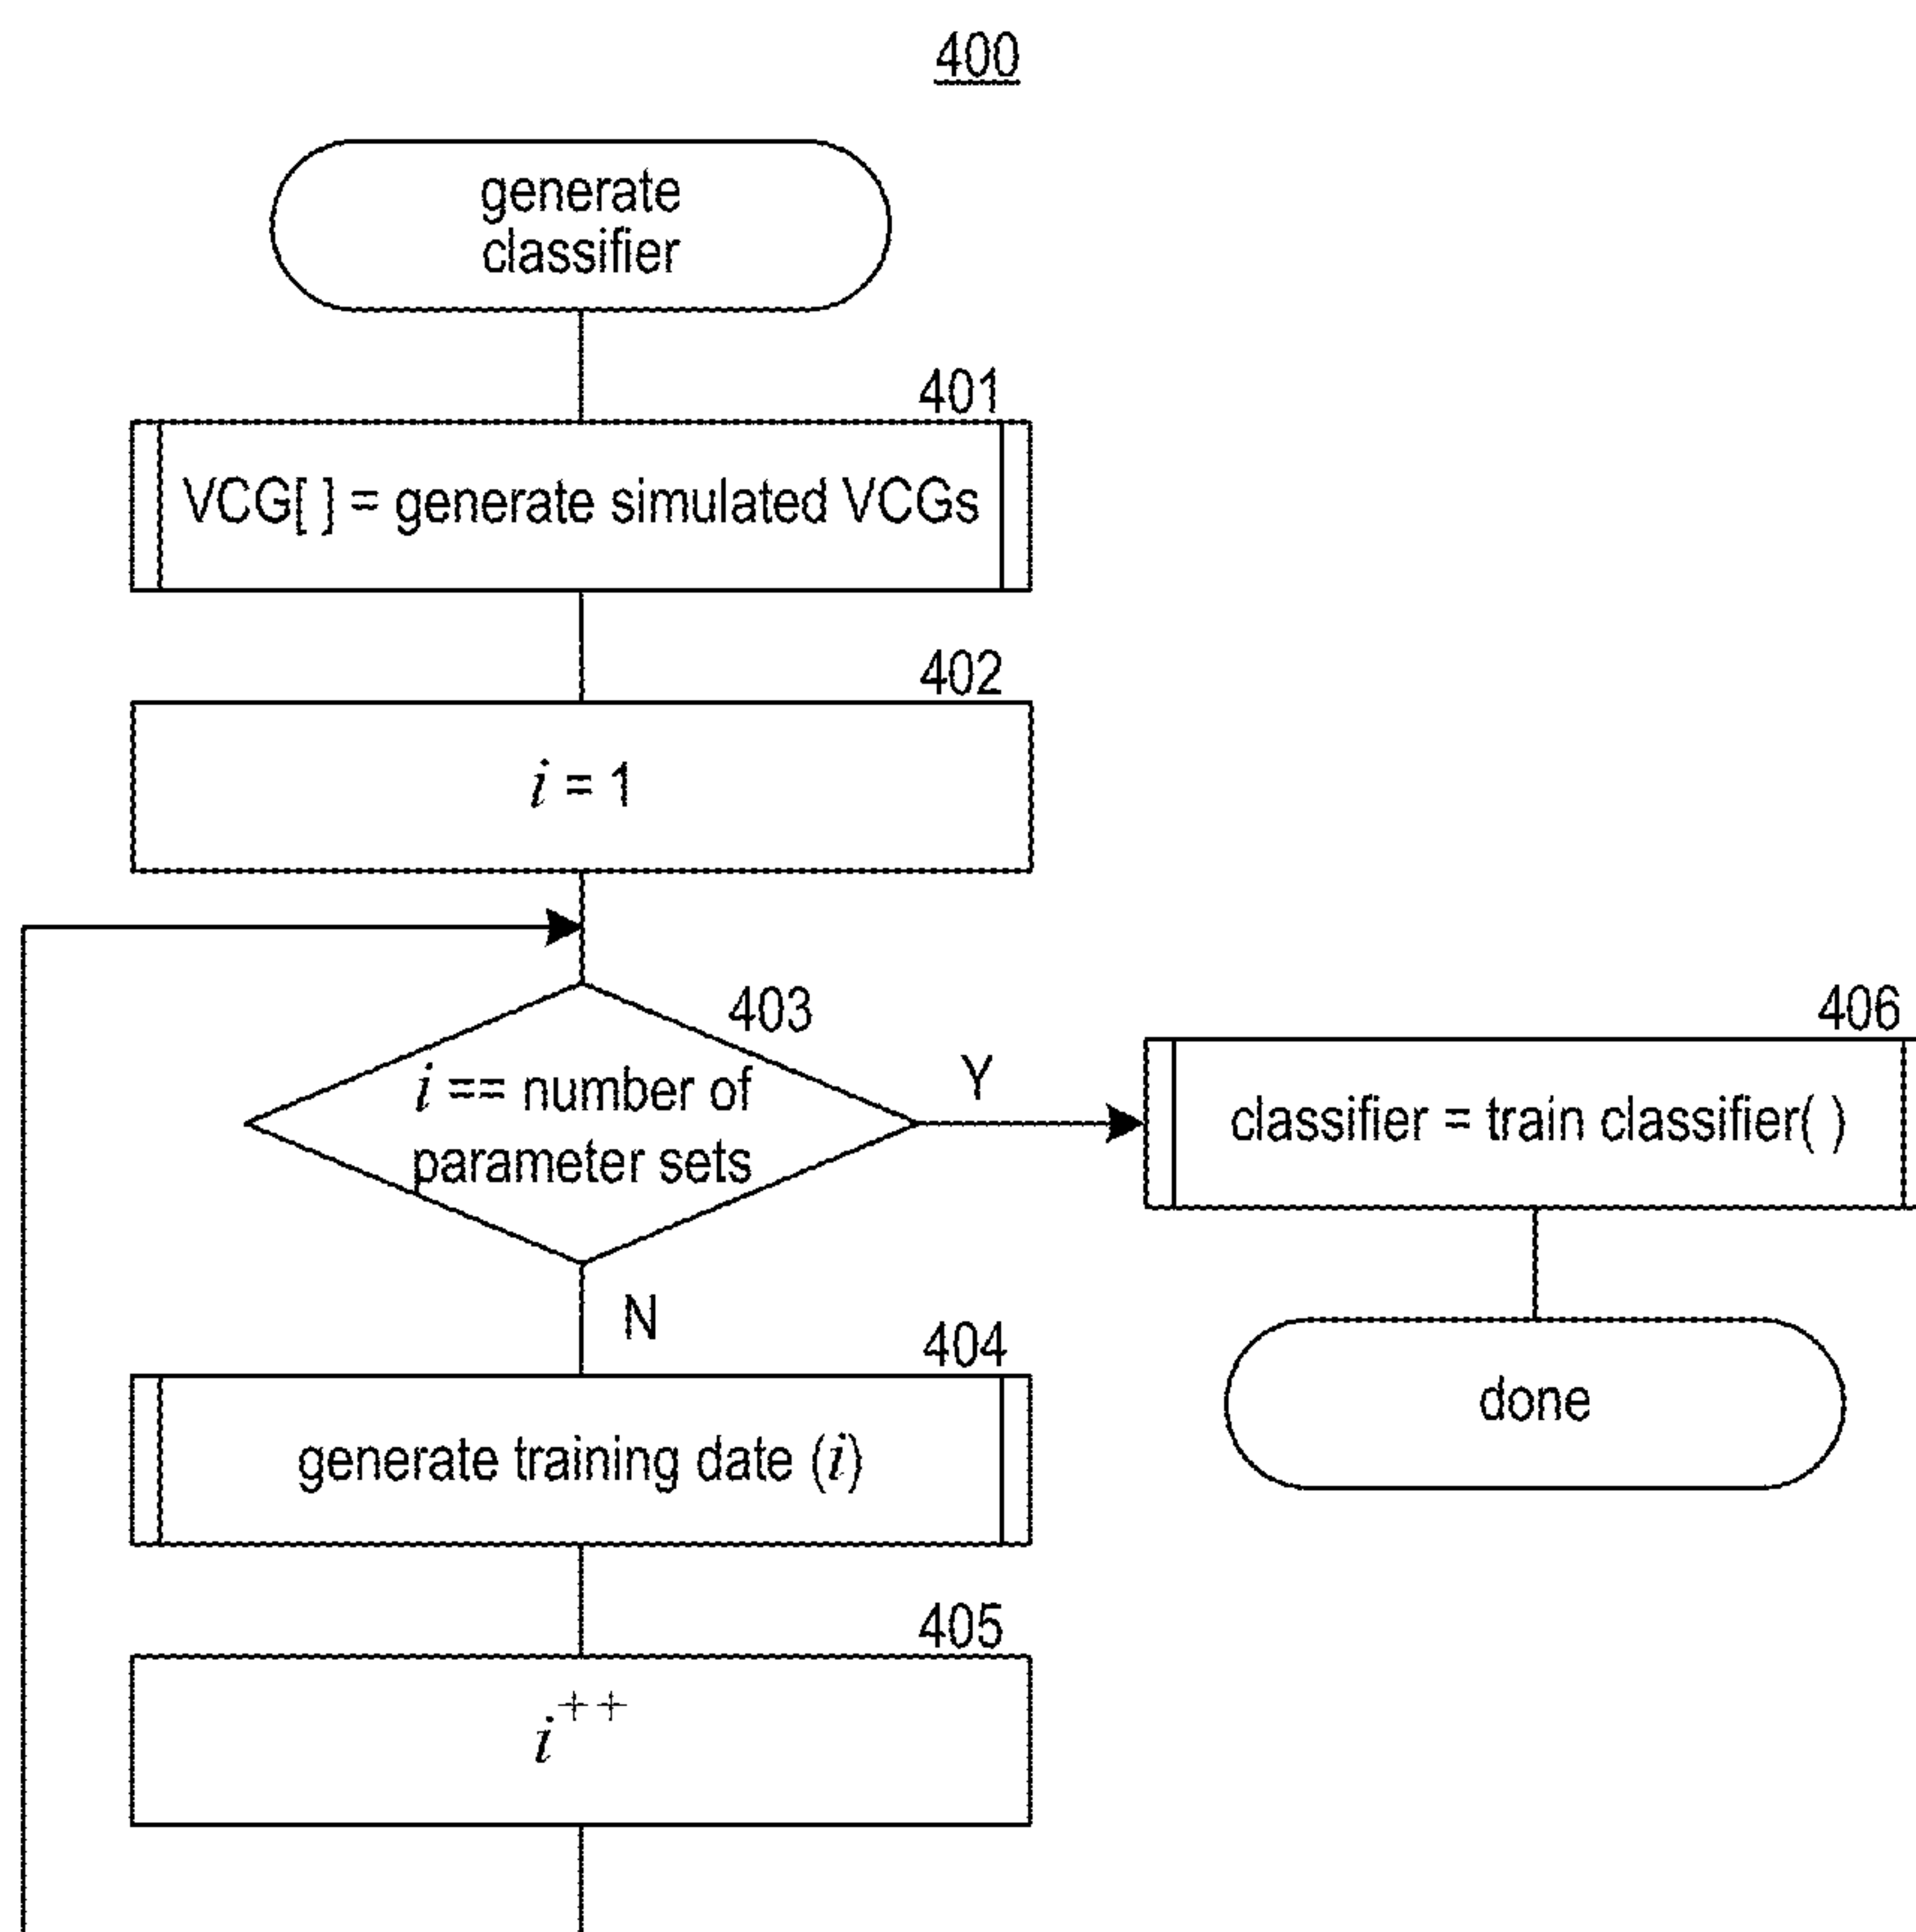 400
generate
classifier
401
VCG[ ] = generate simulated VCGs
402
i = 1
403
i == number of
parameter sets
Y
N
404
generate training date (i)
405
i++
406
classifier = train classifier( )
done